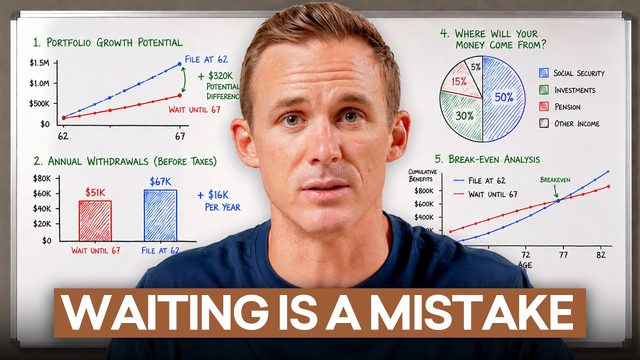 1. PORTFOLIO GROWTH POTENTIAL
$1.5M
$1M
$500K
$0
62
67
FILE AT 62
+ $320K
POTENTIAL
DIFFERENC
WAIT UNTIL 67
2. ANNUAL WITHDRAWALS (BEFORE TAXES)
$80K
$60K
$40K
$20K
$0
$51K
$67K
WAIT UNTIL 67
FILE AT 62
+ $16K
PER YEAR
4. WHERE WILL YOUR
MONEY COME FROM?
5%
15%
30%
50%
SOCIAL SECURITY
INVESTMENTS
PENSION
OTHER INCOME
5. BREAK-EVEN ANALYSIS
CUMULATIVE
BENEFITS
$800K
$600K
$400K
$200K
FILE AT 62
WAIT UNTIL 67
BREAKEVEN
72
77
82
AGE
WAITING IS A MISTAKE